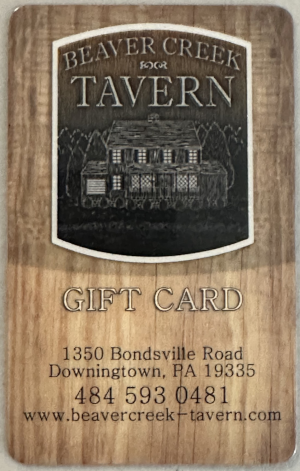 BEAVER CREEK
TAVERN
GIFT CARD
1350 Bondsville Road
Downingtown, PA 19335
484 593 0481
www.beavercreek-tavern.com